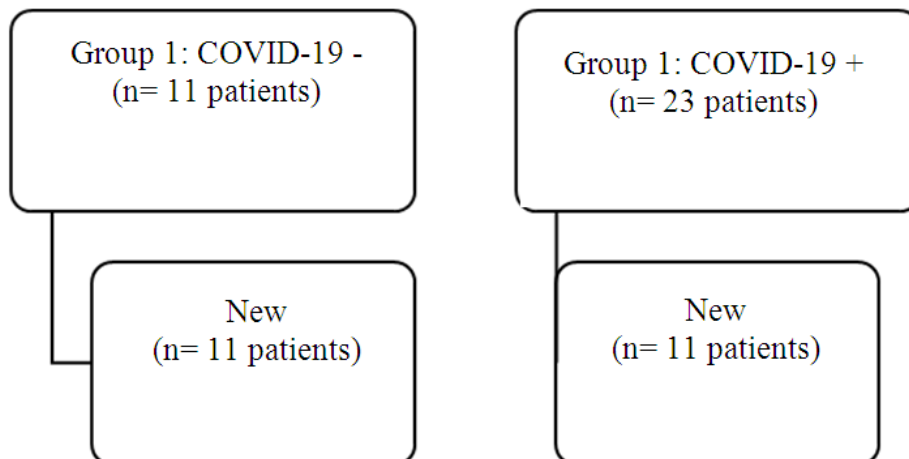 Group 1: COVID-19 -
(n= 11 patients)
Group 1: COVID-19 +
(n= 23 patients)
New
(n= 11 patients)
New
(n= 11 patients)